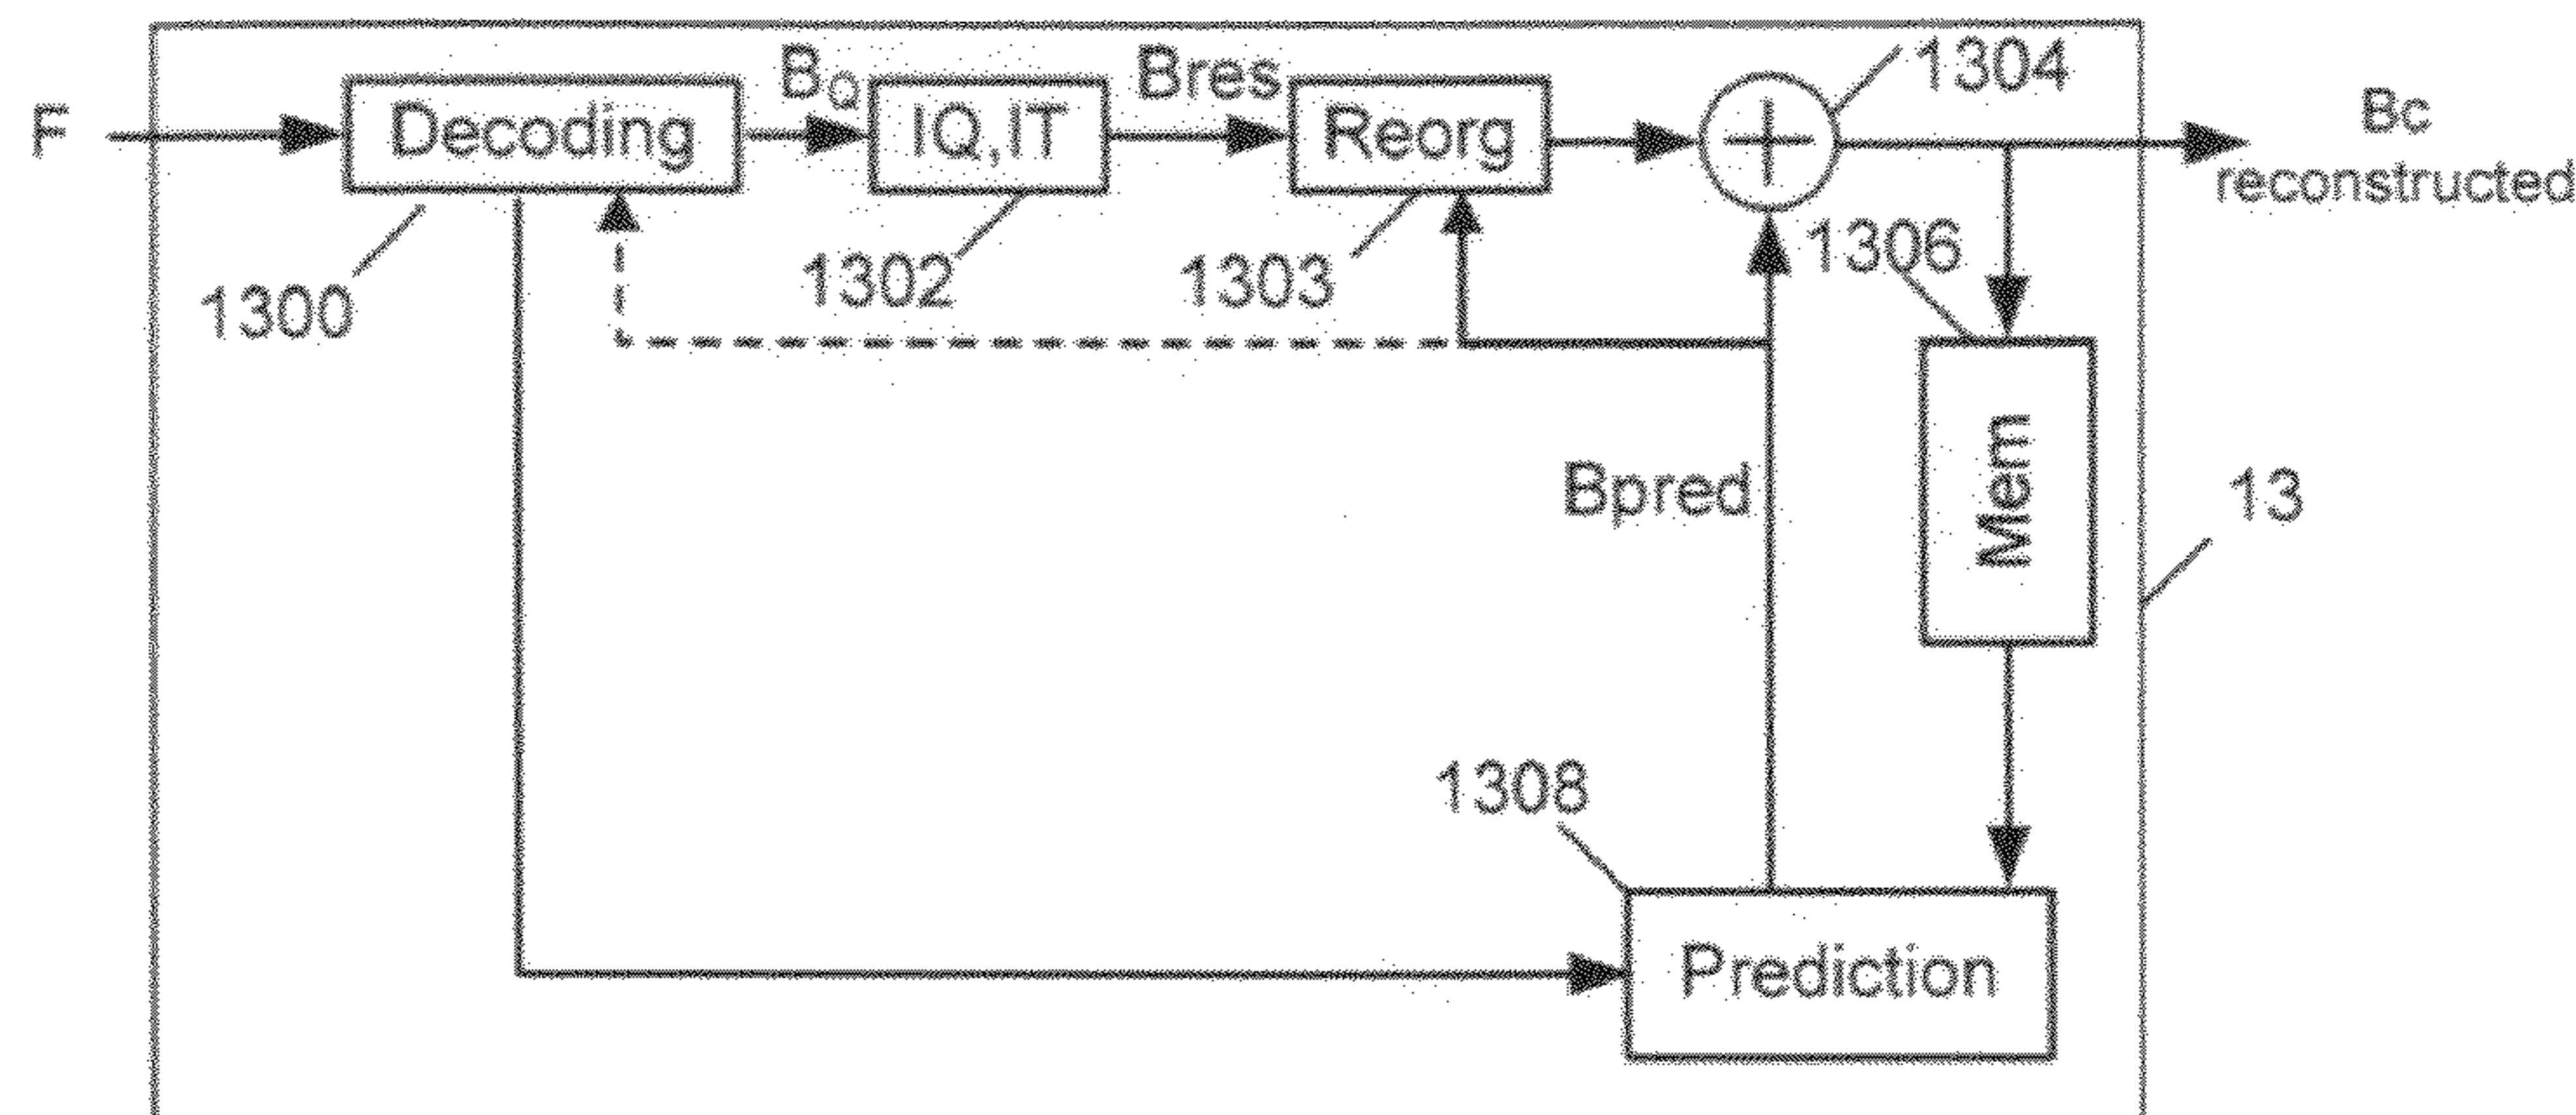 F
Decoding
BQ
IQ,IT
Bres
Reorg
1304
Bc
reconstructed
1300
1302
1303
1306
Bpred
Mem
13
1308
Prediction